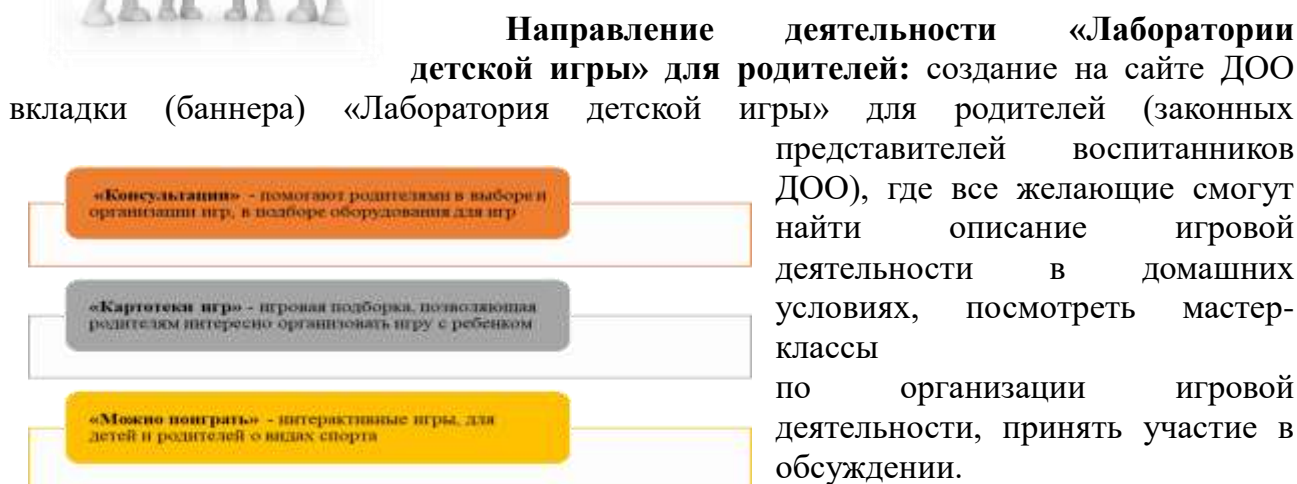 Направление деятельности «Лаборатории
детской игры» для родителей: создание на сайте ДОО
вкладки (баннера) «Лаборатория детской игры» для родителей (законных
представителей воспитанников
ДОО), где все желающие смогут
найти описание игровой
деятельности в домашних
условиях, посмотреть мастер-
классы
по организации игровой
деятельности, принять участие в
обсуждении.
«Консультации» - помогают родителями в выборе и
организации игр, в подборе оборудования для игр
«Картотеки игр» - игровая подборка, позволяющая
родителям интересно организовать игру с ребенком
«Можно поиграть» - интерактивные игры, для
детей и родителей о видах спорта